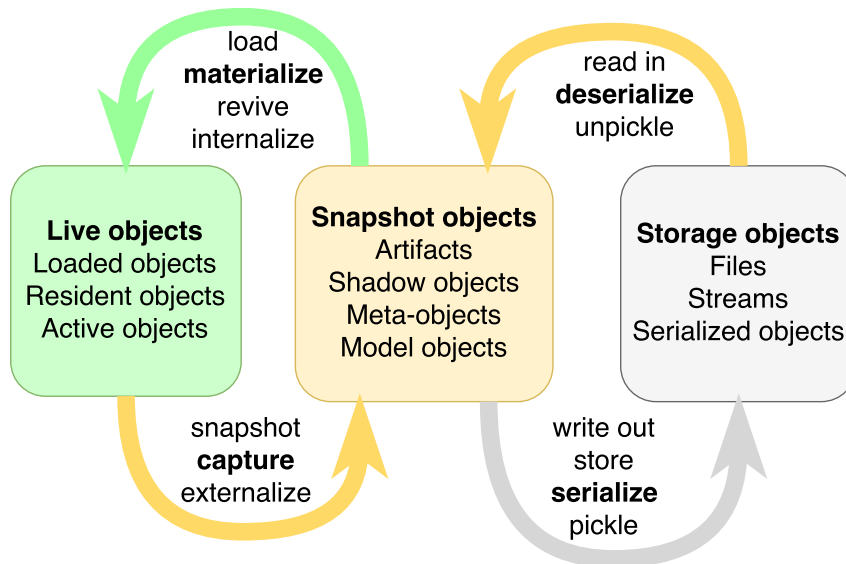 load
materialize
revive
internalize
read in
deserialize
unpickle
Live objects
Loaded objects
Resident objects
Active objects
Snapshot objects
Artifacts
Shadow objects
Meta-objects
Model objects
Storage objects
Files
Streams
Serialized objects
snapshot
capture
externalize
write out
store
serialize
pickle